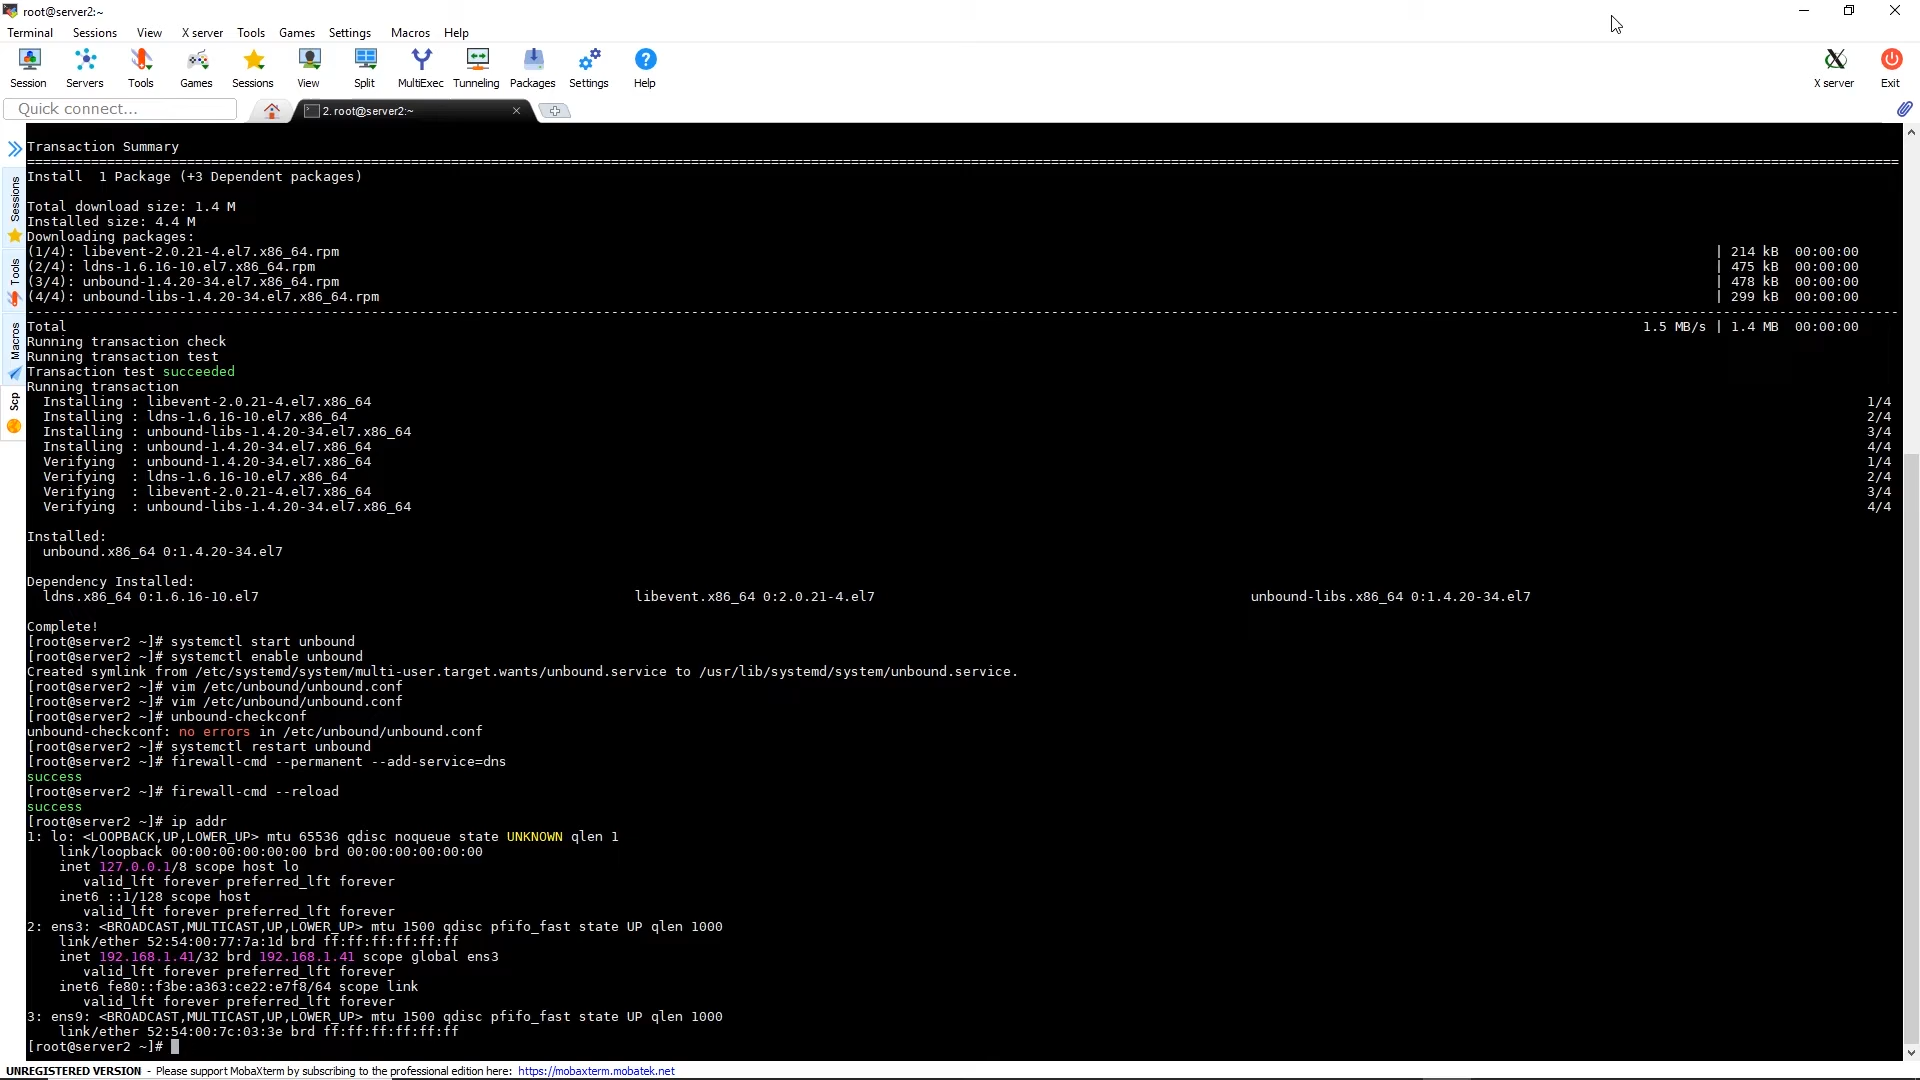 root@server2:~
Terminal Sessions View X server Tools Games Settings Macros Help
Session Servers Tools Games Sessions View Split MultiExec Tunneling Packages Settings Help X server Exit
Quick connect...
2. root@server2:~
Sessions
Tools
Macros
Scp
Transaction Summary
================================================================================
Install  1 Package (+3 Dependent packages)
Total download size: 1.4 M
Installed size: 4.4 M
Downloading packages:
(1/4): libevent-2.0.21-4.el7.x86_64.rpm | 214 kB 00:00:00
(2/4): ldns-1.6.16-10.el7.x86_64.rpm | 475 kB 00:00:00
(3/4): unbound-1.4.20-34.el7.x86_64.rpm | 478 kB 00:00:00
(4/4): unbound-libs-1.4.20-34.el7.x86_64.rpm | 299 kB 00:00:00
--------------------------------------------------------------------------------
Total 1.5 MB/s | 1.4 MB 00:00:00
Running transaction check
Running transaction test
Transaction test succeeded
Running transaction
Installing : libevent-2.0.21-4.el7.x86_64 1/4
Installing : ldns-1.6.16-10.el7.x86_64 2/4
Installing : unbound-libs-1.4.20-34.el7.x86_64 3/4
Installing : unbound-1.4.20-34.el7.x86_64 4/4
Verifying  : unbound-1.4.20-34.el7.x86_64 1/4
Verifying  : ldns-1.6.16-10.el7.x86_64 2/4
Verifying  : libevent-2.0.21-4.el7.x86_64 3/4
Verifying  : unbound-libs-1.4.20-34.el7.x86_64 4/4
Installed:
unbound.x86_64 0:1.4.20-34.el7
Dependency Installed:
ldns.x86_64 0:1.6.16-10.el7 libevent.x86_64 0:2.0.21-4.el7 unbound-libs.x86_64 0:1.4.20-34.el7
Complete!
[root@server2 ~]# systemctl start unbound
[root@server2 ~]# systemctl enable unbound
Created symlink from /etc/systemd/system/multi-user.target.wants/unbound.service to /usr/lib/systemd/system/unbound.service.
[root@server2 ~]# vim /etc/unbound/unbound.conf
[root@server2 ~]# vim /etc/unbound/unbound.conf
[root@server2 ~]# unbound-checkconf
unbound-checkconf: no errors in /etc/unbound/unbound.conf
[root@server2 ~]# systemctl restart unbound
[root@server2 ~]# firewall-cmd --permanent --add-service=dns
success
[root@server2 ~]# firewall-cmd --reload
success
[root@server2 ~]# ip addr
1: lo: <LOOPBACK,UP,LOWER_UP> mtu 65536 qdisc noqueue state UNKNOWN qlen 1
link/loopback 00:00:00:00:00:00 brd 00:00:00:00:00:00
inet 127.0.0.1/8 scope host lo
valid_lft forever preferred_lft forever
inet6 ::1/128 scope host
valid_lft forever preferred_lft forever
2: ens3: <BROADCAST,MULTICAST,UP,LOWER_UP> mtu 1500 qdisc pfifo_fast state UP qlen 1000
link/ether 52:54:00:77:7a:1d brd ff:ff:ff:ff:ff:ff
inet 192.168.1.41/32 brd 192.168.1.41 scope global ens3
valid_lft forever preferred_lft forever
inet6 fe80::f3be:a363:ce22:e7f8/64 scope link
valid_lft forever preferred_lft forever
3: ens9: <BROADCAST,MULTICAST,UP,LOWER_UP> mtu 1500 qdisc pfifo_fast state UP qlen 1000
link/ether 52:54:00:7c:03:3e brd ff:ff:ff:ff:ff:ff
[root@server2 ~]#
UNREGISTERED VERSION - Please support MobaXterm by subscribing to the professional edition here: https://mobaxterm.mobatek.net